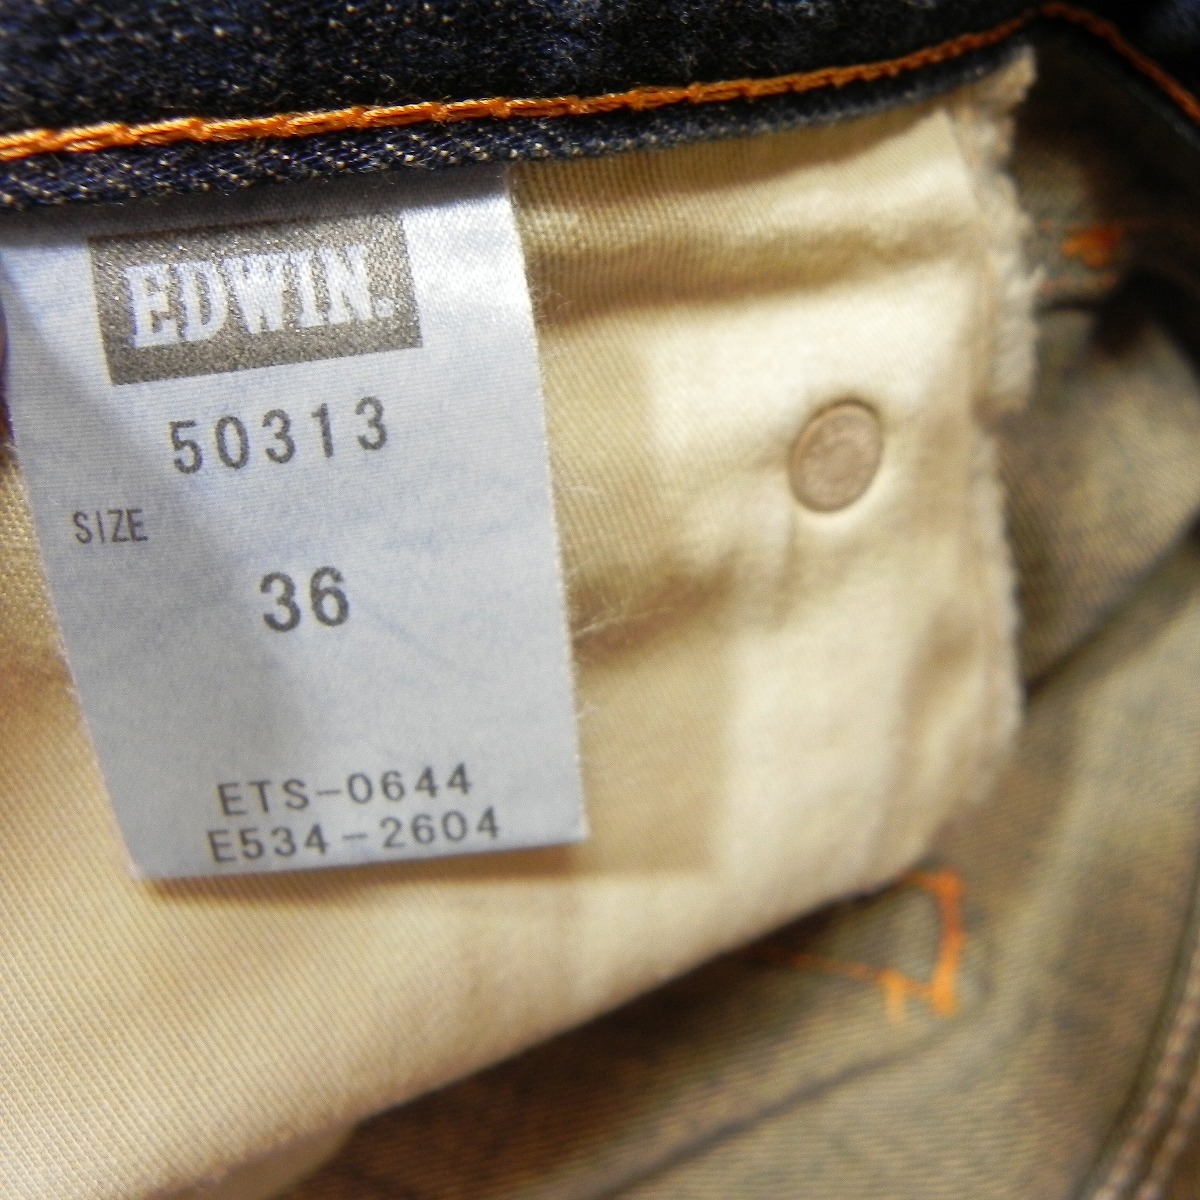 EDWIN.
50313
SIZE
36
ETS-0644
E534-2604